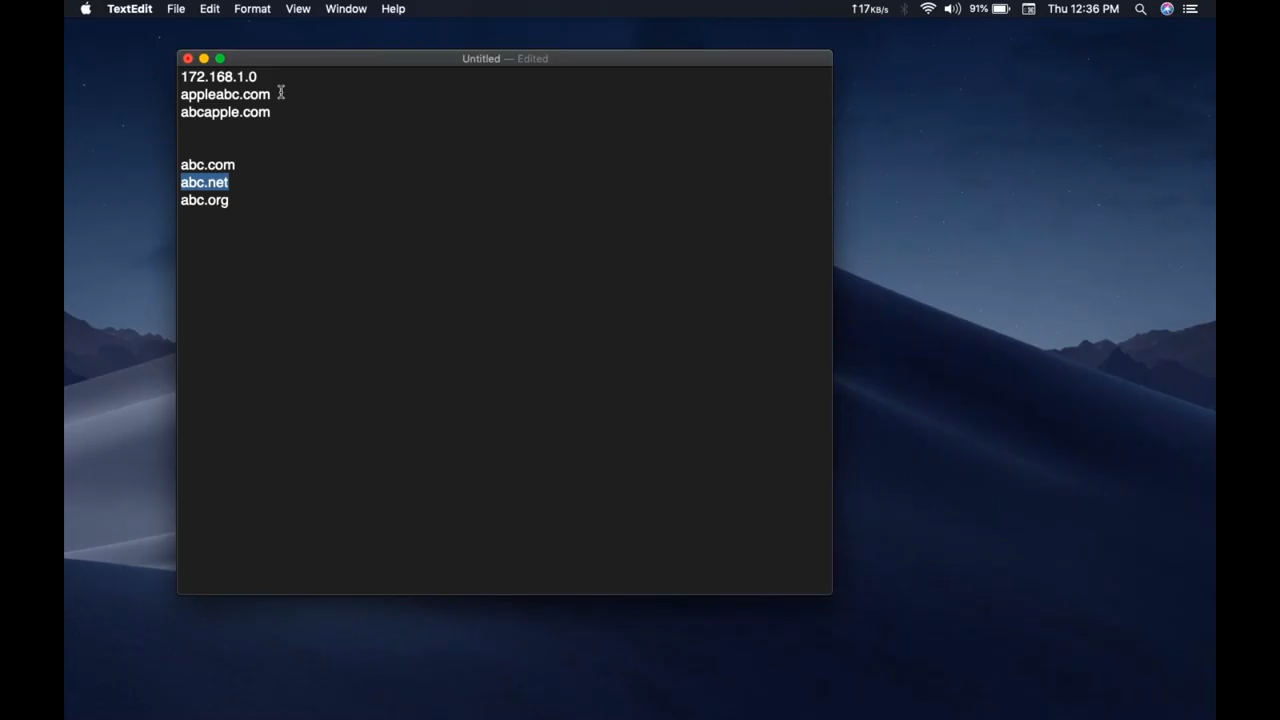 TextEdit File Edit Format View Window Help 17KB/s 91% Thu 12:36 PM
Untitled — Edited
172.168.1.0
appleabc.com
abcapple.com
abc.com
abc.net
abc.org